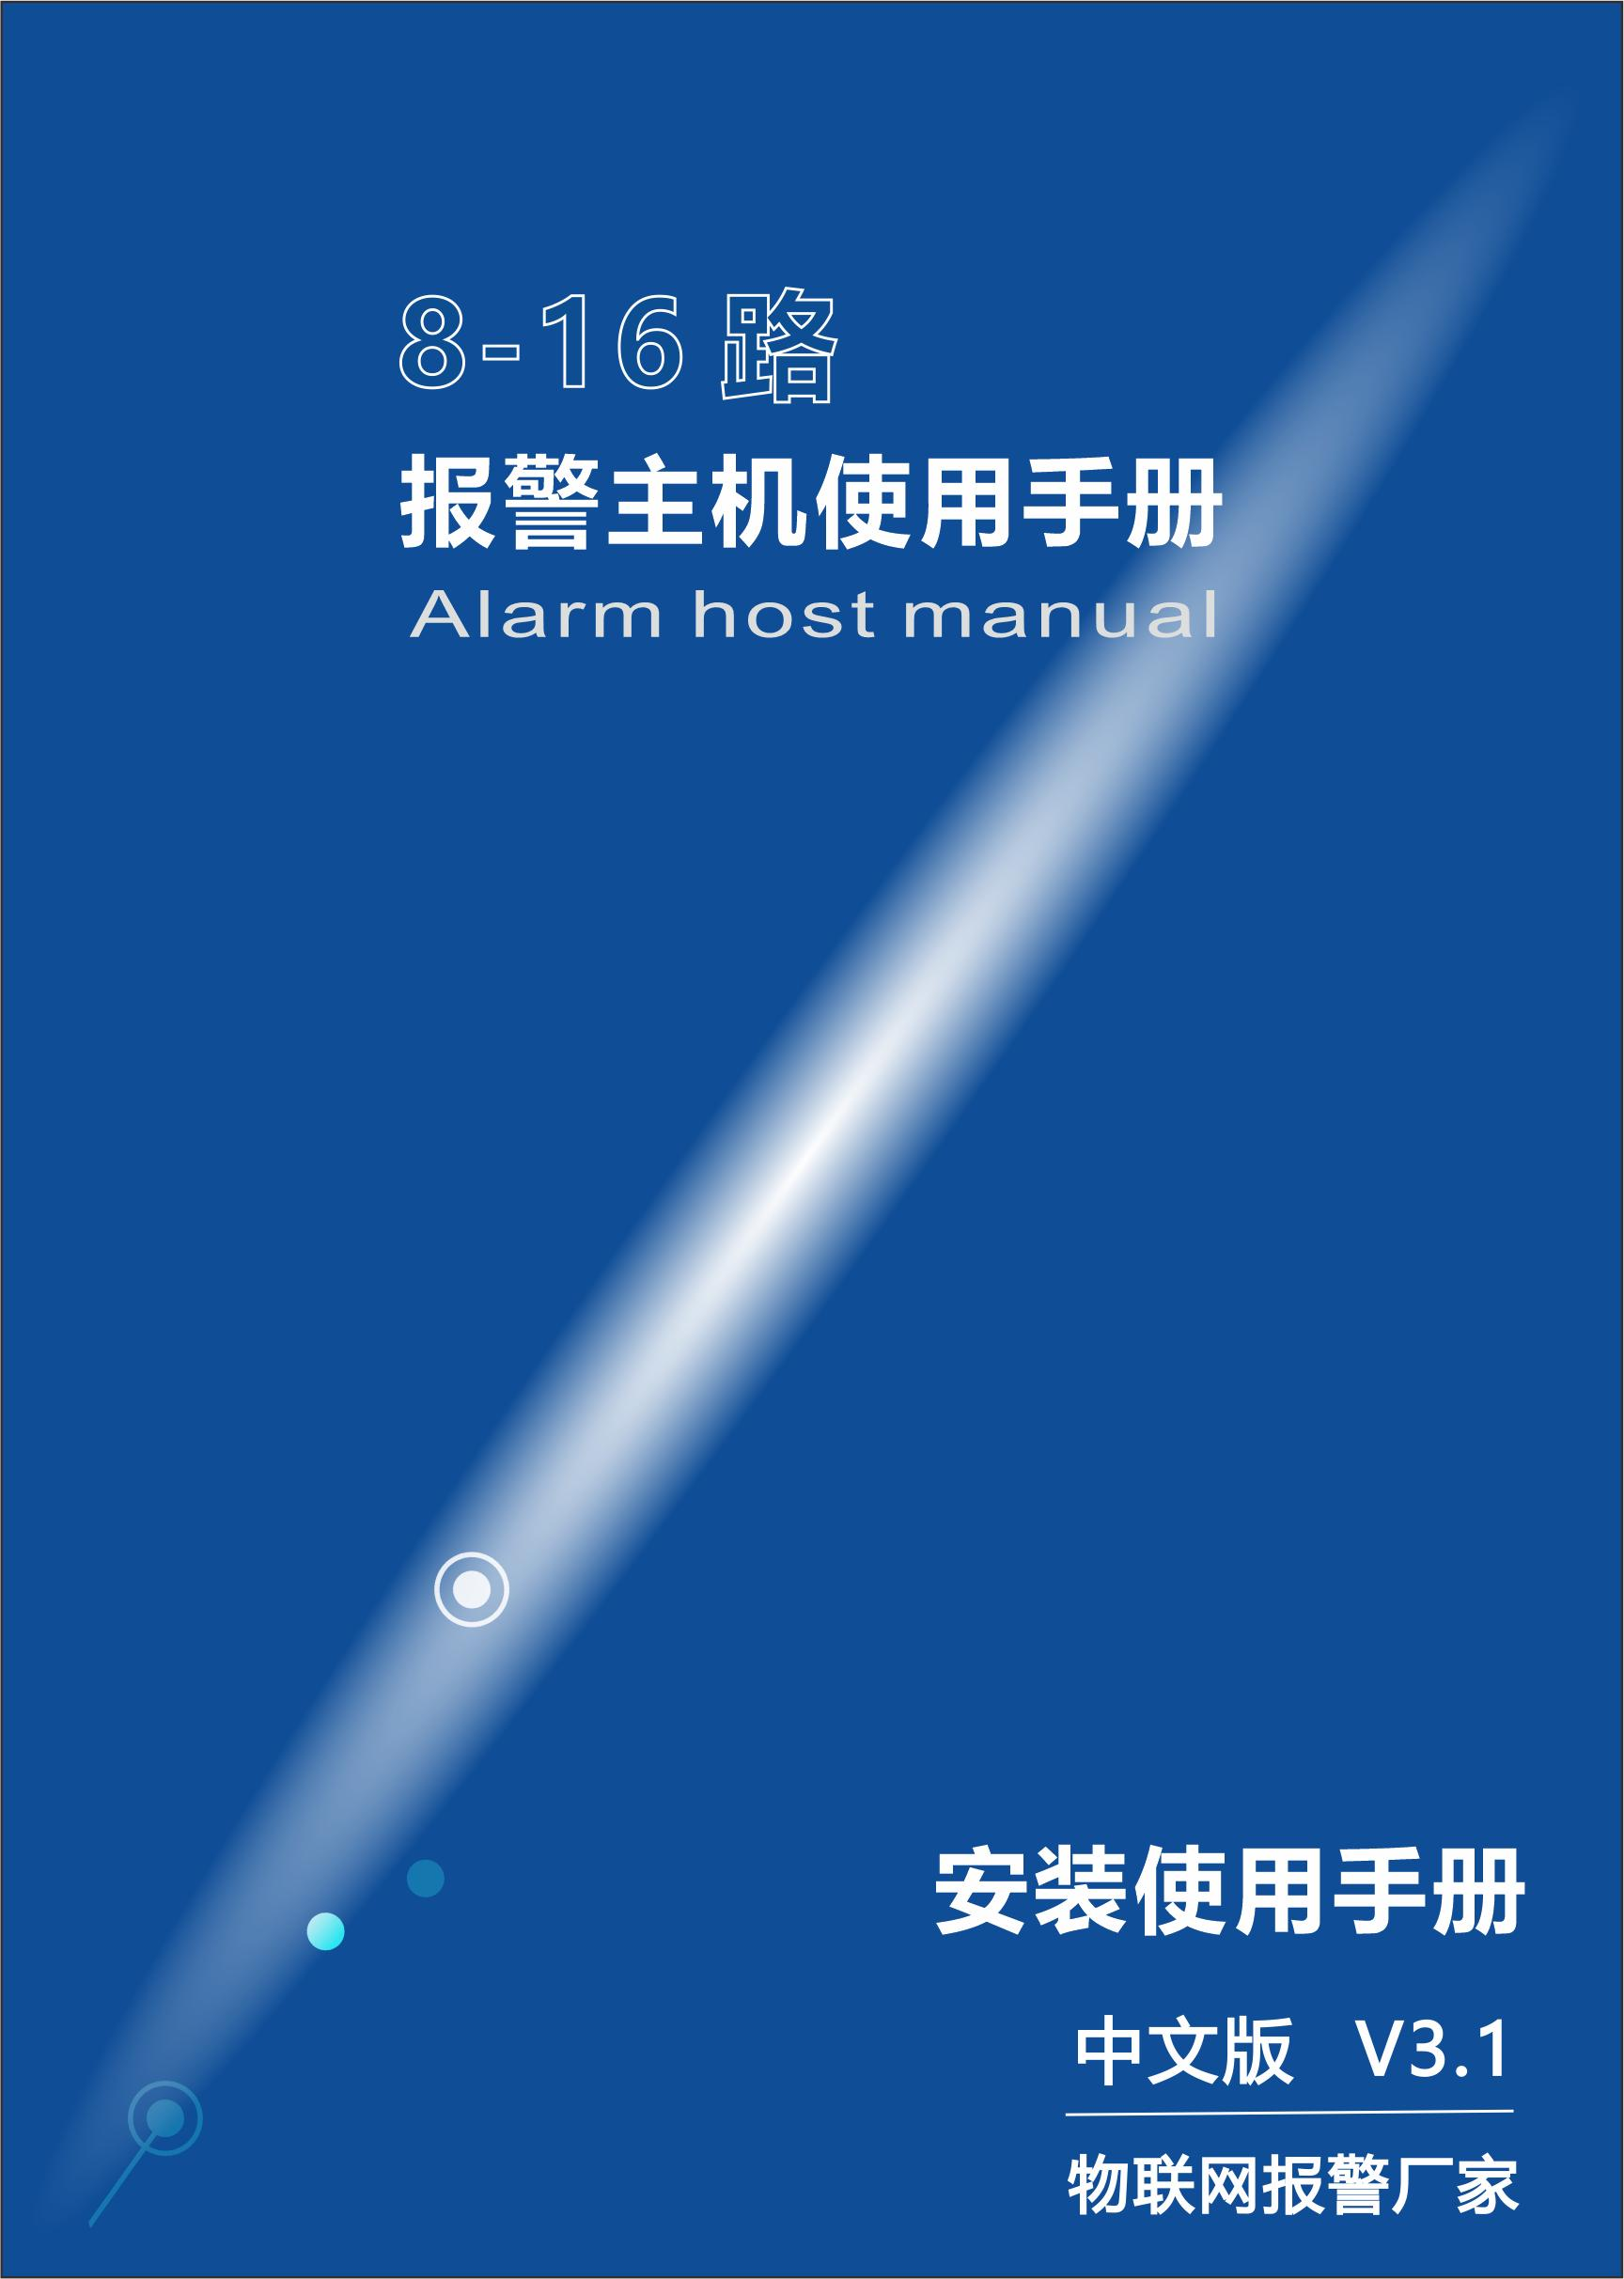 8-16 路
报警主机使用手册
Alarm host manual
安装使用手册
中文版 V3.1
物联网报警厂家